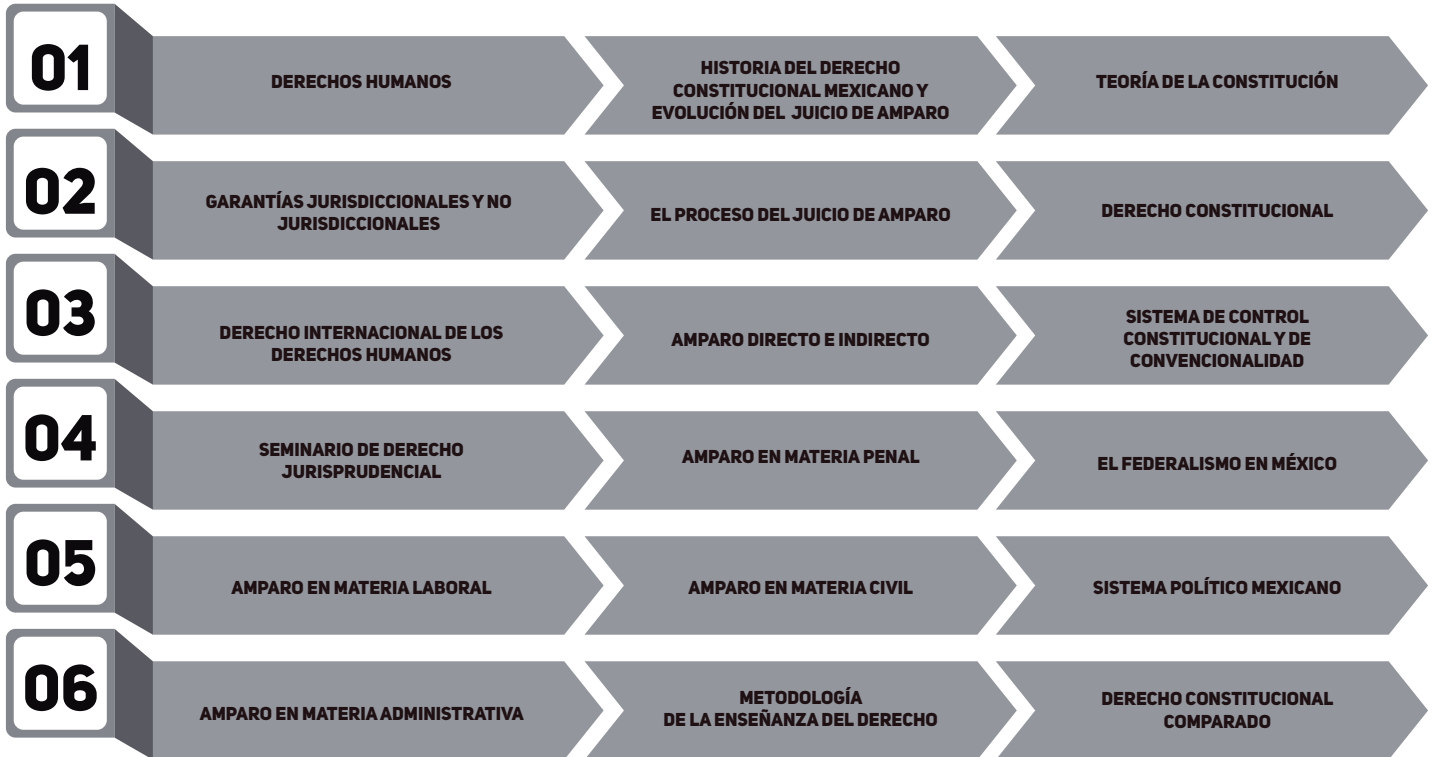 01
DERECHOS HUMANOS
HISTORIA DEL DERECHO
CONSTITUCIONAL MEXICANO Y
EVOLUCIÓN DEL JUICIO DE AMPARO
TEORÍA DE LA CONSTITUCIÓN
02
GARANTÍAS JURISDICCIONALES Y NO
JURISDICCIONALES
EL PROCESO DEL JUICIO DE AMPARO
DERECHO CONSTITUCIONAL
03
DERECHO INTERNACIONAL DE LOS
DERECHOS HUMANOS
AMPARO DIRECTO E INDIRECTO
SISTEMA DE CONTROL
CONSTITUCIONAL Y DE
CONVENCIONALIDAD
04
SEMINARIO DE DERECHO
JURISPRUDENCIAL
AMPARO EN MATERIA PENAL
EL FEDERALISMO EN MÉXICO
05
AMPARO EN MATERIA LABORAL
AMPARO EN MATERIA CIVIL
SISTEMA POLÍTICO MEXICANO
06
AMPARO EN MATERIA ADMINISTRATIVA
METODOLOGÍA
DE LA ENSEÑANZA DEL DERECHO
DERECHO CONSTITUCIONAL
COMPARADO